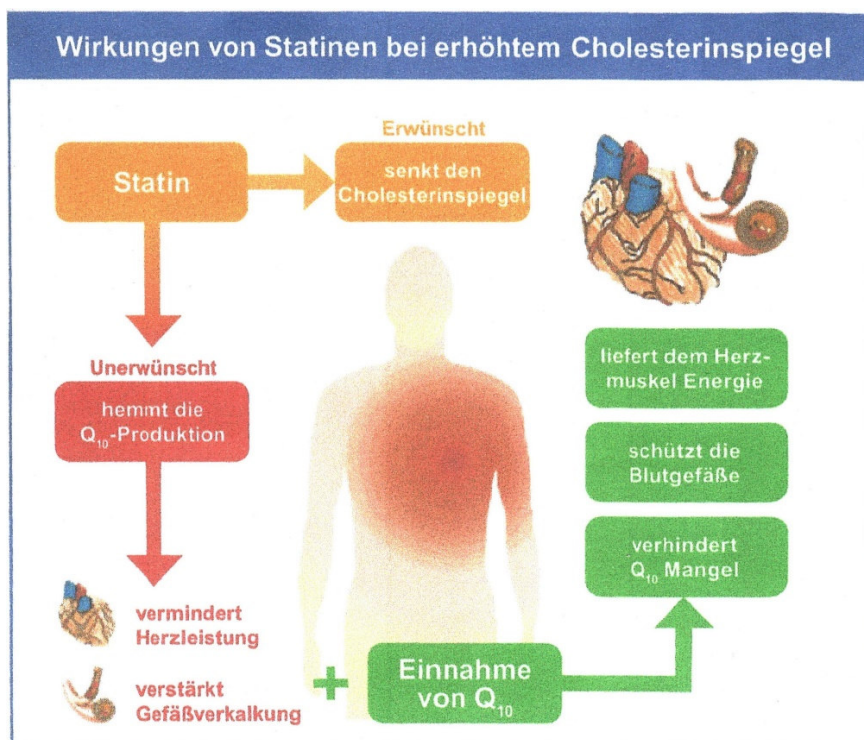 Wirkungen von Statinen bei erhöhtem Cholesterinspiegel
Statin
Erwünscht
senkt den
Cholesterinspiegel
Unerwünscht
hemmt die
Q₁₀-Produktion
vermindert
Herzleistung
verstärkt
Gefäßverkalkung
+
Einnahme
von Q₁₀
liefert dem Herz-
muskel Energie
schützt die
Blutgefäße
verhindert
Q₁₀ Mangel